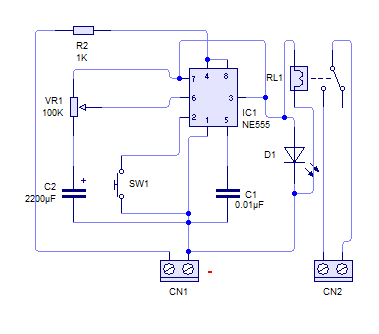 R2
1K
7
4
8
RL1
VR1
100K
6
3
IC1
NE555
2
1
5
D1
SW1
C2
+
2200µF
C1
0.01µF
-
CN1
CN2